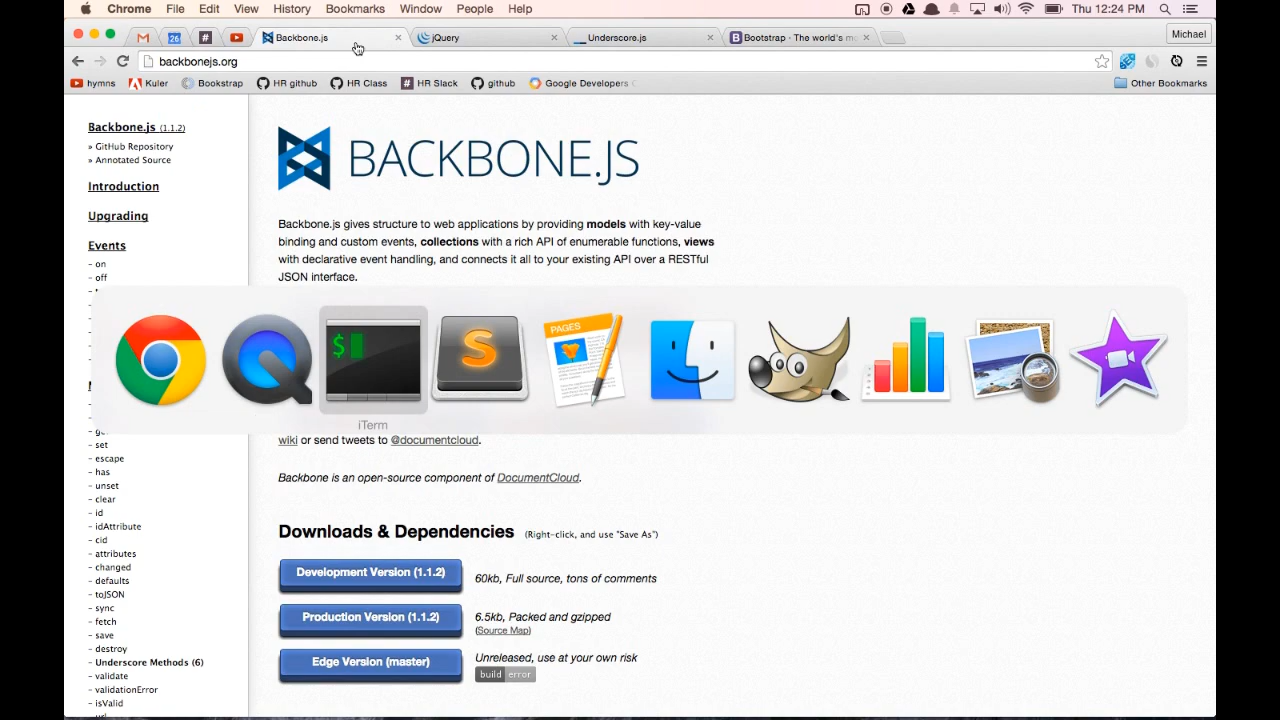 Chrome File Edit View History Bookmarks Window People Help Thu 12:24 PM
26 # Backbone.js jQuery Underscore.js Bootstrap · The world's mo Michael
backbonejs.org
hymns Kuler Bookstrap HR github HR Class # HR Slack github Google Developers Other Bookmarks
Backbone.js (1.1.2)
» GitHub Repository
» Annotated Source
Introduction
Upgrading
Events
- on
- off
BACKBONE.JS
Backbone.js gives structure to web applications by providing models with key-value
binding and custom events, collections with a rich API of enumerable functions, views
with declarative event handling, and connects it all to your existing API over a RESTful
JSON interface.
$
S
PAGES
iTerm
- set
- escape
- has
- unset
- clear
- id
- idAttribute
- cid
- attributes
- changed
- defaults
- toJSON
- sync
- fetch
- save
- destroy
- Underscore Methods (6)
- validate
- validationError
- isValid
wiki or send tweets to @documentcloud.
Backbone is an open-source component of DocumentCloud.
Downloads & Dependencies (Right-click, and use "Save As")
Development Version (1.1.2) 60kb, Full source, tons of comments
Production Version (1.1.2) 6.5kb, Packed and gzipped
(Source Map)
Edge Version (master) Unreleased, use at your own risk
build error